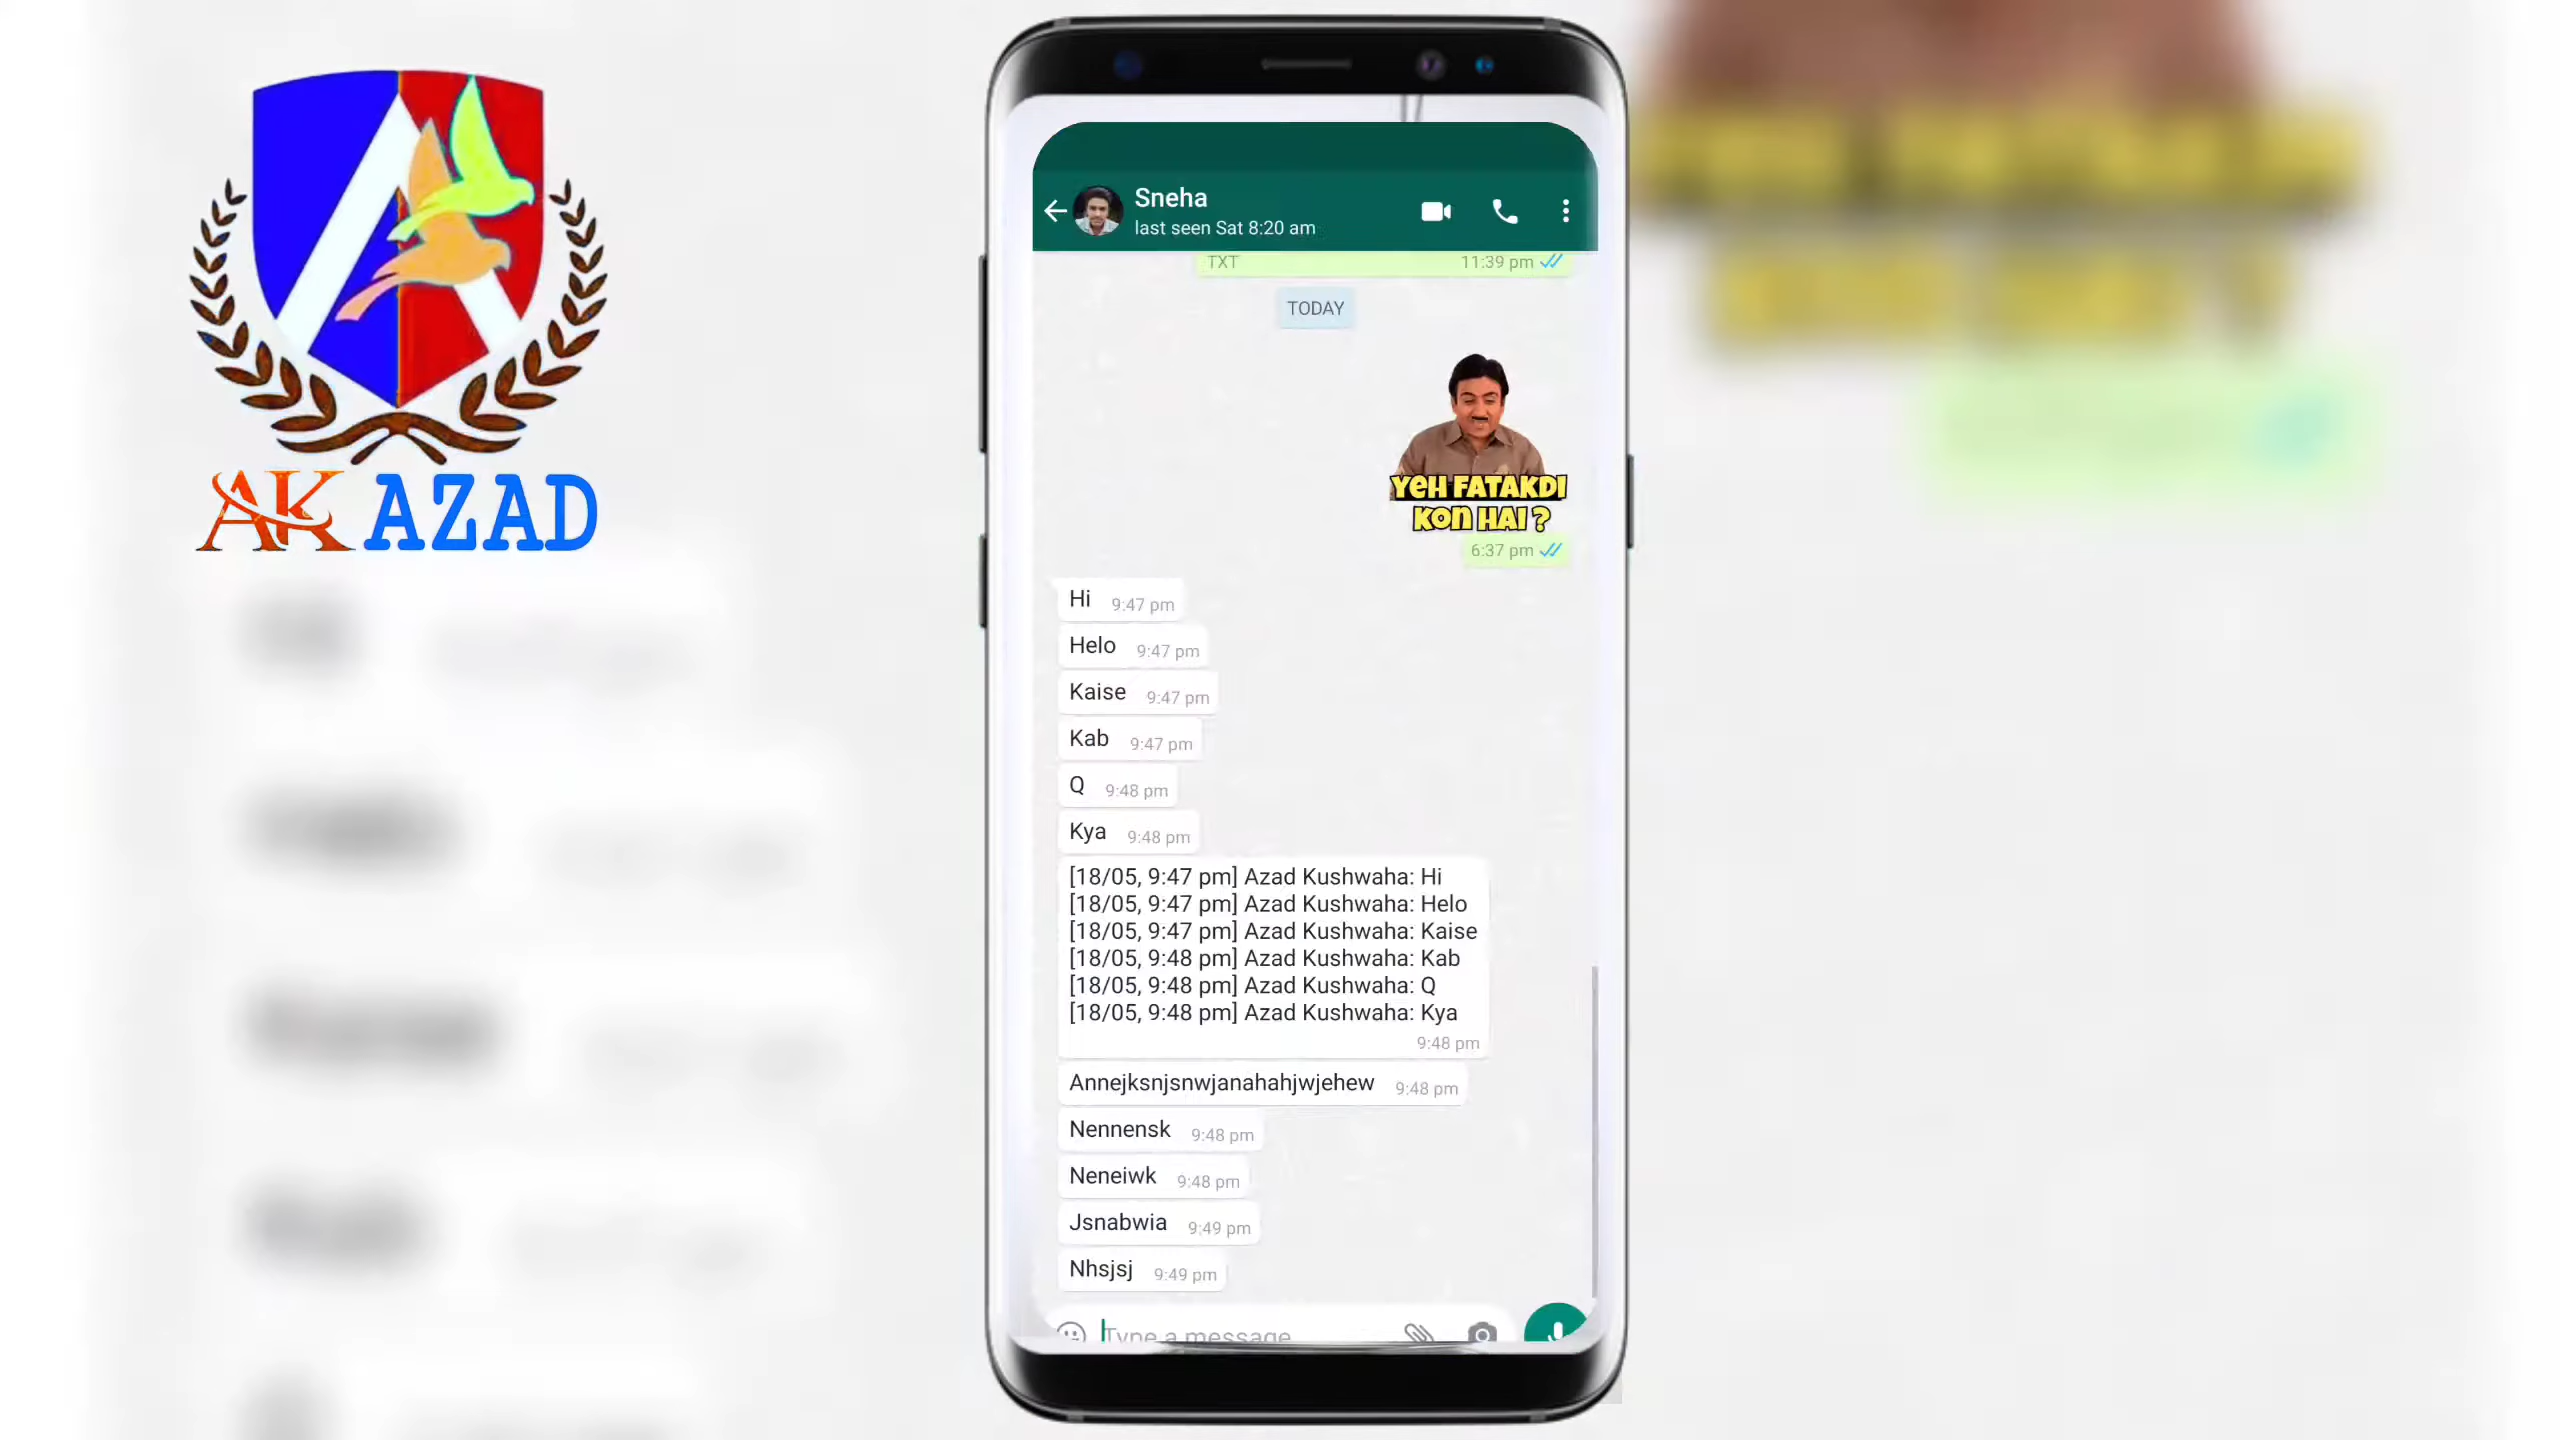 AK AZAD
Sneha
last seen Sat 8:20 am
TXT 11:39 pm
TODAY
YEH FATAKDI
KON HAI ?
6:37 pm
Hi 9:47 pm
Helo 9:47 pm
Kaise 9:47 pm
Kab 9:47 pm
Q 9:48 pm
Kya 9:48 pm
[18/05, 9:47 pm] Azad Kushwaha: Hi
[18/05, 9:47 pm] Azad Kushwaha: Helo
[18/05, 9:47 pm] Azad Kushwaha: Kaise
[18/05, 9:48 pm] Azad Kushwaha: Kab
[18/05, 9:48 pm] Azad Kushwaha: Q
[18/05, 9:48 pm] Azad Kushwaha: Kya
9:48 pm
Annejksnjsnwjanahahjwjehew 9:48 pm
Nennensk 9:48 pm
Neneiwk 9:48 pm
Jsnabwia 9:49 pm
Nhsjsj 9:49 pm
Type a message